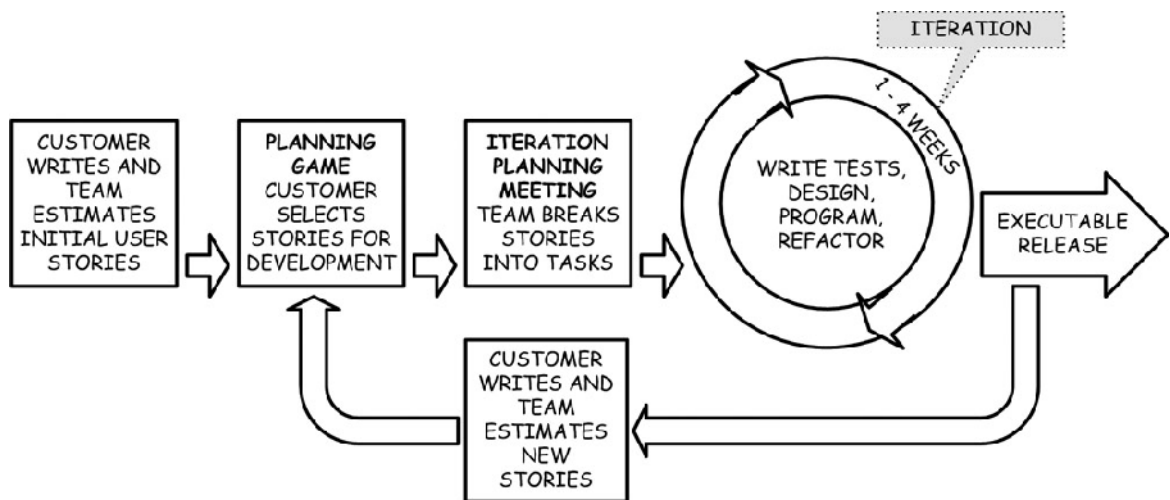 ITERATION
CUSTOMER
WRITES AND
TEAM
ESTIMATES
INITIAL USER
STORIES
PLANNING
GAME
CUSTOMER
SELECTS
STORIES FOR
DEVELOPMENT
ITERATION
PLANNING
MEETING
TEAM BREAKS
STORIES
INTO TASKS
1 - 4 WEEKS
WRITE TESTS,
DESIGN,
PROGRAM,
REFACTOR
EXECUTABLE
RELEASE
CUSTOMER
WRITES AND
TEAM
ESTIMATES
NEW
STORIES